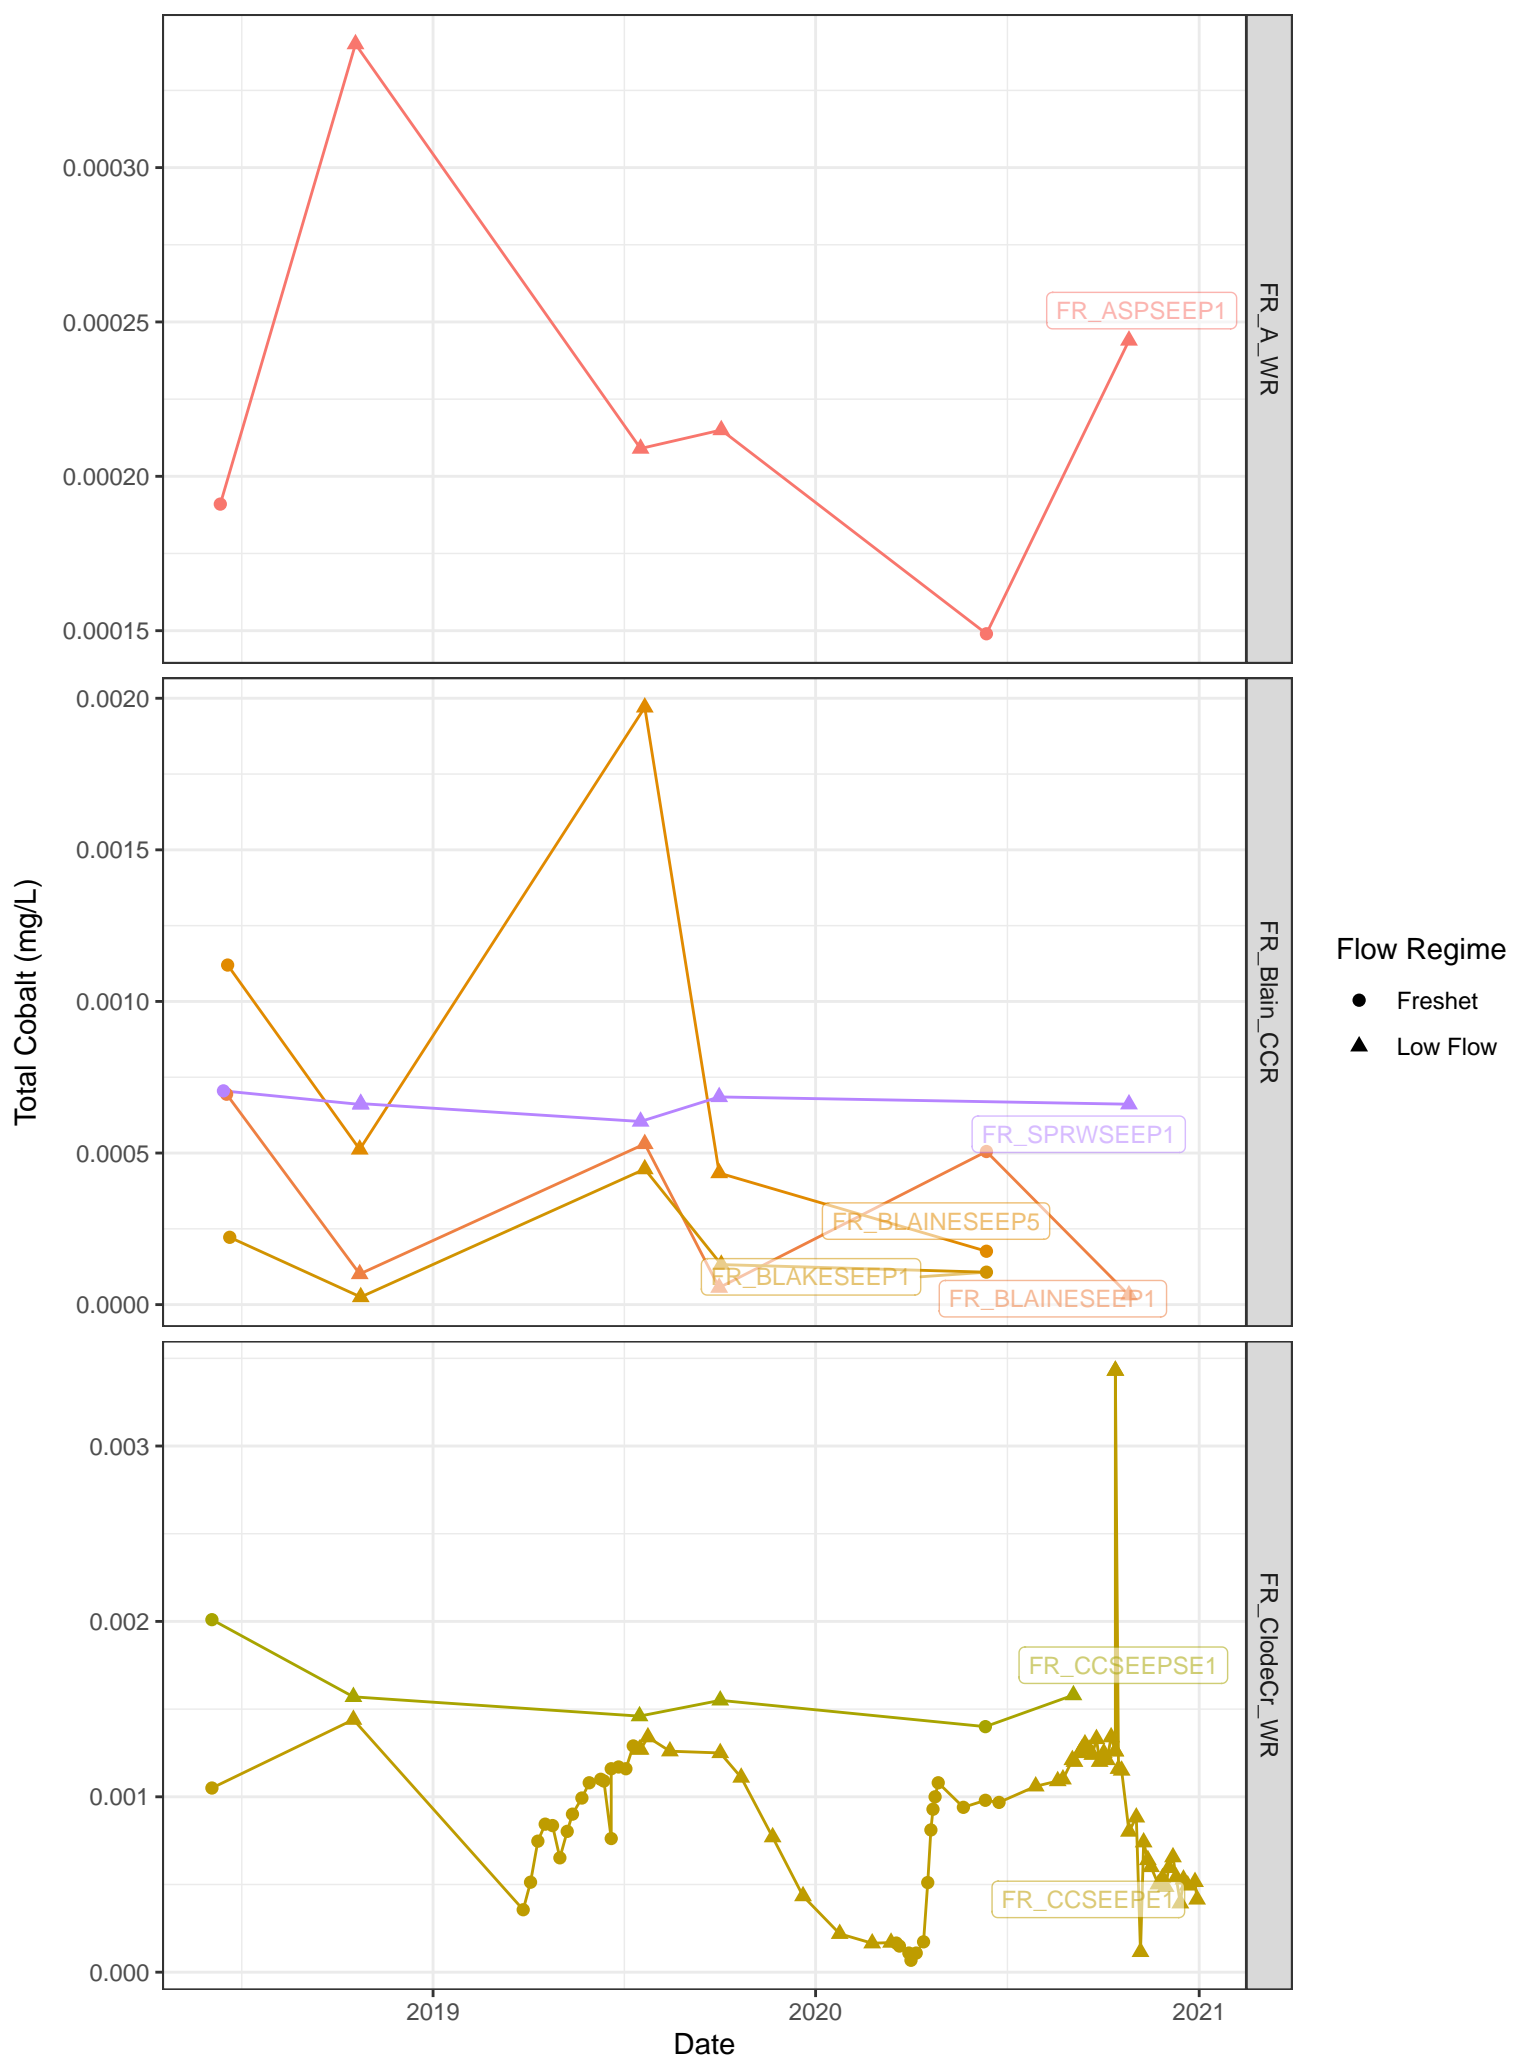 0.00030
0.00025
0.00020
0.00015
FR_ASPSEEP1
FR_A_WR
0.0020
0.0015
0.0010
0.0005
0.0000
FR_SPRWSEEP1
FR_BLAINESEEP5
FR_BLAKESEEP1
FR_BLAINESEEP1
FR_Blain_CCR
Total Cobalt (mg/L)
Flow Regime
Freshet
Low Flow
0.003
0.002
0.001
0.000
FR_CCSEEPSE1
FR_CCSEEPE1
FR_ClodeCr_WR
2019
2020
2021
Date